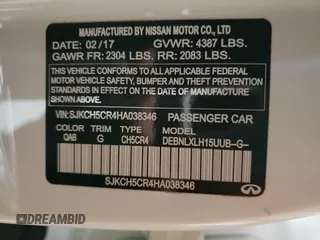 MANUFACTURED BY NISSAN MOTOR CO., LTD
DATE: 02/17 GVWR: 4387 LBS.
GAWR FR: 2304 LBS. RR: 2083 LBS.
THIS VEHICLE CONFORMS TO ALL APPLICABLE
FEDERAL MOTOR VEHICLE SAFETY, BUMPER AND THEFT PREVENTION
STANDARDS IN EFFECT ON THE DATE OF MANUFACTURE SHOWN ABOVE.
VIN: SJKCH5CR4HA038346 PASSENGER CAR
COLOR TRIM
QAB G CH5CR4 DEBNLXLH15UUB-G-
SJKCH5CR4HA038346
DREAMBID